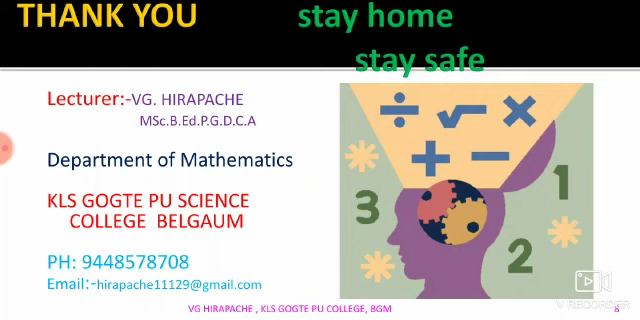 THANK YOU
stay home
stay safe
Lecturer:-VG. HIRAPACHE
MSc.B.Ed.P.G.D.C.A
Department of Mathematics
KLS GOGTE PU SCIENCE
COLLEGE BELGAUM
PH: 9448578708
Email:-hirapache11129@gmail.com
÷ √ ×
+ −
1
3
2
V RECORDER
VG HIRAPACHE , KLS GOGTE PU COLLEGE, BGM
8